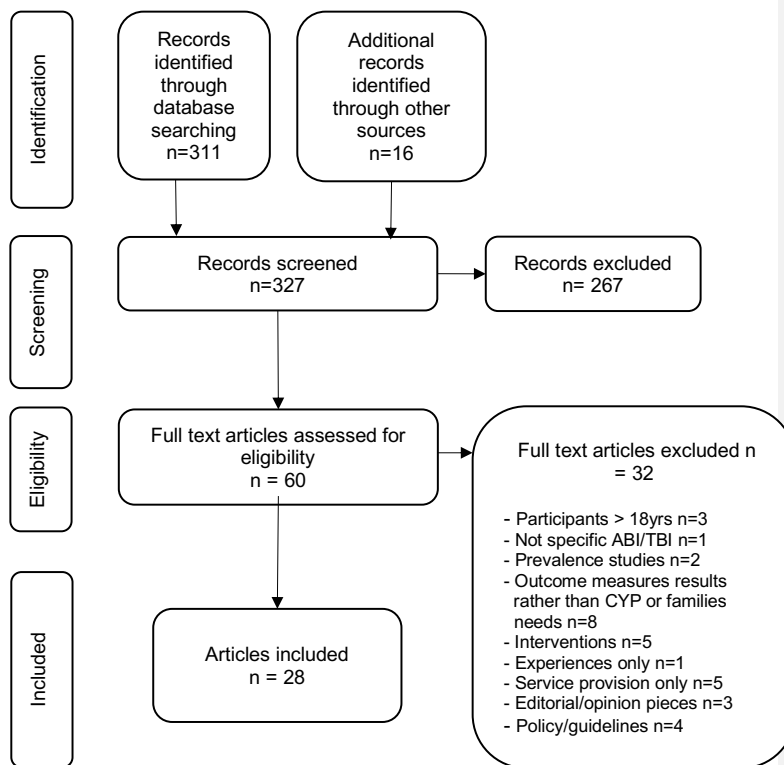 Identification
Records
identified
through
database
searching
n=311
Additional
records
identified
through other
sources
n=16
Screening
Records screened
n=327
Records excluded
n= 267
Eligibility
Full text articles assessed for
eligibility
n = 60
Full text articles excluded n
= 32
- Participants > 18yrs n=3
- Not specific ABI/TBI n=1
- Prevalence studies n=2
- Outcome measures results
rather than CYP or families
needs n=8
- Interventions n=5
- Experiences only n=1
- Service provision only n=5
- Editorial/opinion pieces n=3
- Policy/guidelines n=4
Included
Articles included
n = 28